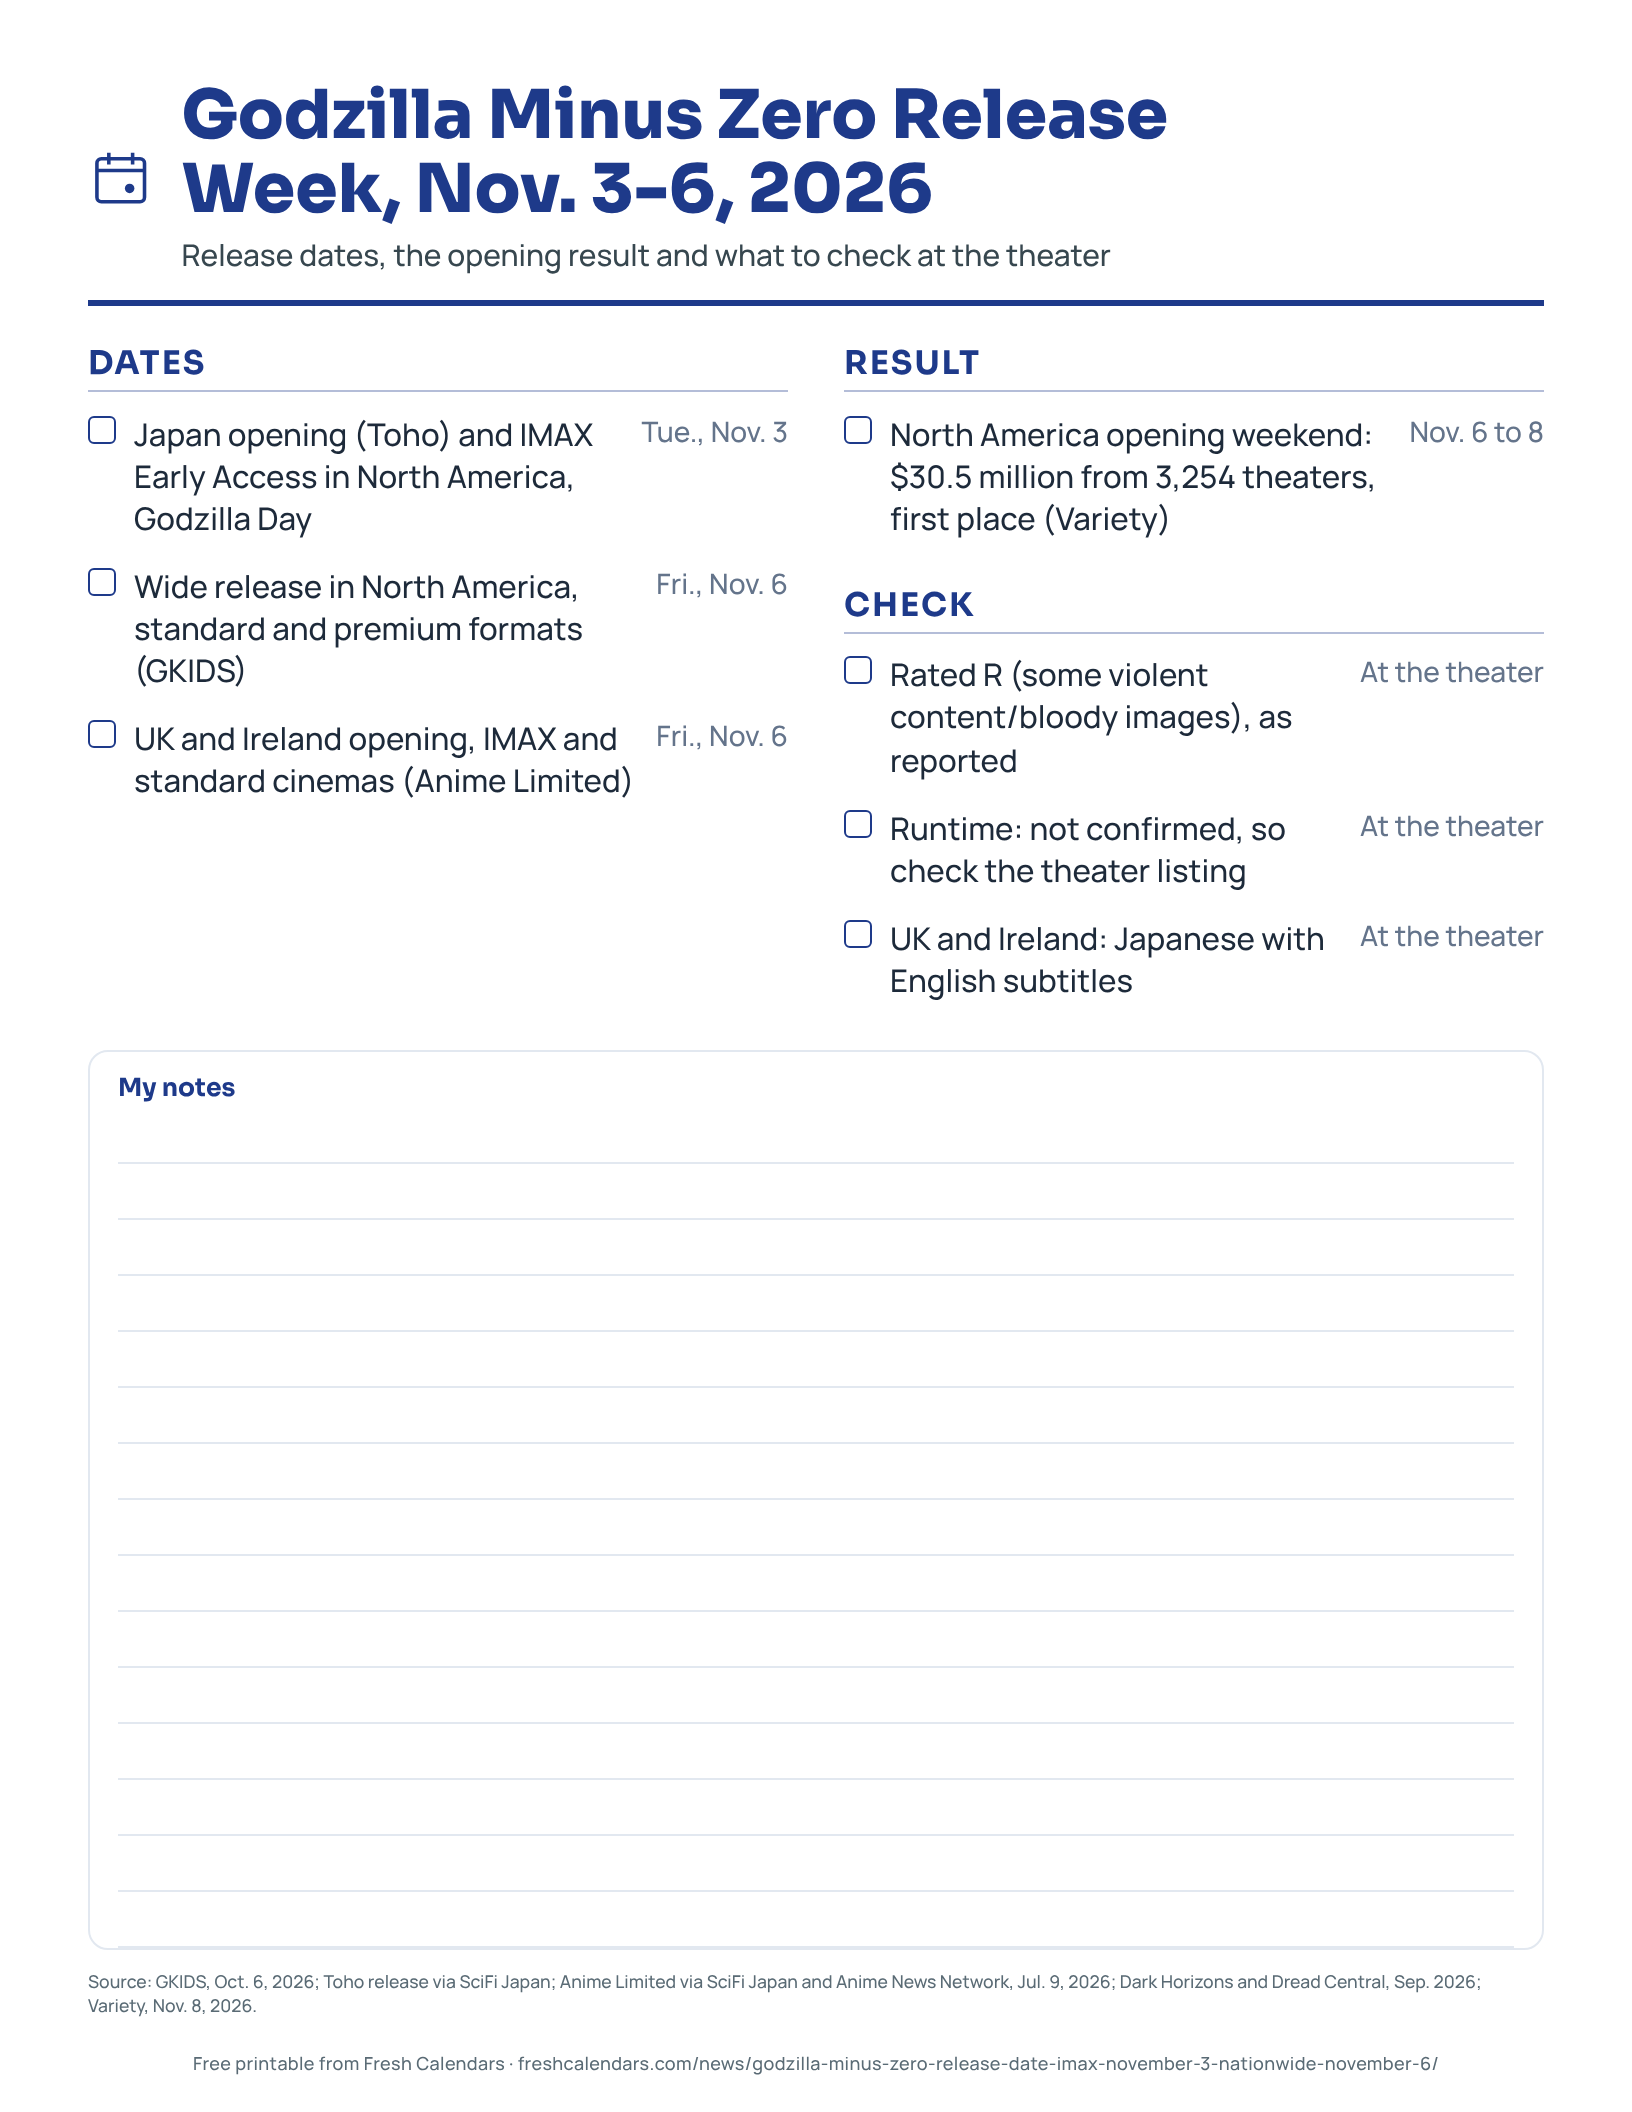 Godzilla Minus Zero Release
Week, Nov. 3–6, 2026
Release dates, the opening result and what to check at the theater
DATES
Japan opening (Toho) and IMAX Tue., Nov. 3
Early Access in North America,
Godzilla Day
Wide release in North America, Fri., Nov. 6
standard and premium formats
(GKIDS)
UK and Ireland opening, IMAX and Fri., Nov. 6
standard cinemas (Anime Limited)
RESULT
North America opening weekend: Nov. 6 to 8
$30.5 million from 3,254 theaters,
first place (Variety)
CHECK
Rated R (some violent At the theater
content/bloody images), as
reported
Runtime: not confirmed, so At the theater
check the theater listing
UK and Ireland: Japanese with At the theater
English subtitles
My notes
Source: GKIDS, Oct. 6, 2026; Toho release via SciFi Japan; Anime Limited via SciFi Japan and Anime News Network, Jul. 9, 2026; Dark Horizons and Dread Central, Sep. 2026;
Variety, Nov. 8, 2026.
Free printable from Fresh Calendars · freshcalendars.com/news/godzilla-minus-zero-release-date-imax-november-3-nationwide-november-6/